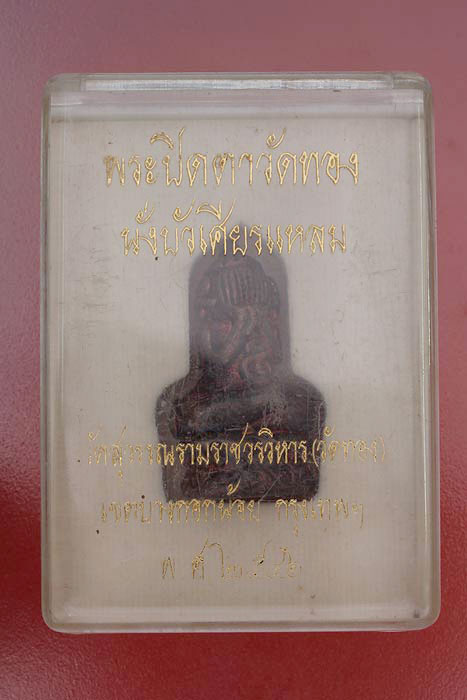 พระปิดตาวัดทอง
นั่งบัวเศียรแหลม
วัดสุวรรณารามราชวรวิหาร(วัดทอง)
เขตบางกอกน้อย กรุงเทพฯ
พ ศ